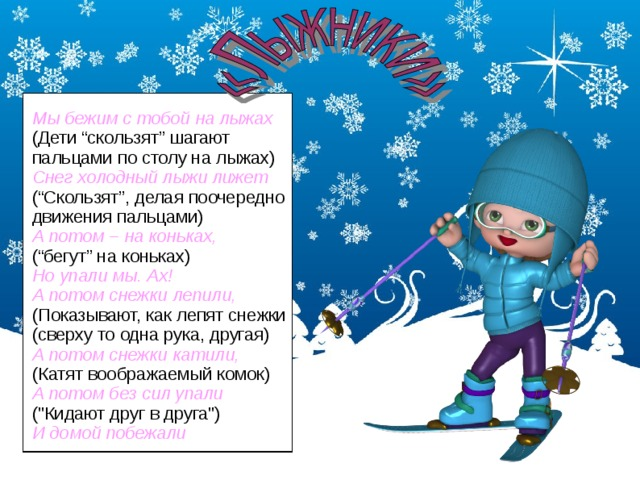 «Лыжники»
Мы бежим с тобой на лыжах
(Дети “скользят” шагают
пальцами по столу на лыжах)
Снег холодный лыжи лижет
(“Скользят”, делая поочередно
движения пальцами)
А потом – на коньках,
(“бегут” на коньках)
Но упали мы. Ах!
А потом снежки лепили,
(Показывают, как лепят снежки
(сверху то одна рука, другая)
А потом снежки катили,
(Катят воображаемый комок)
А потом без сил упали
("Кидают друг в друга")
И домой побежали